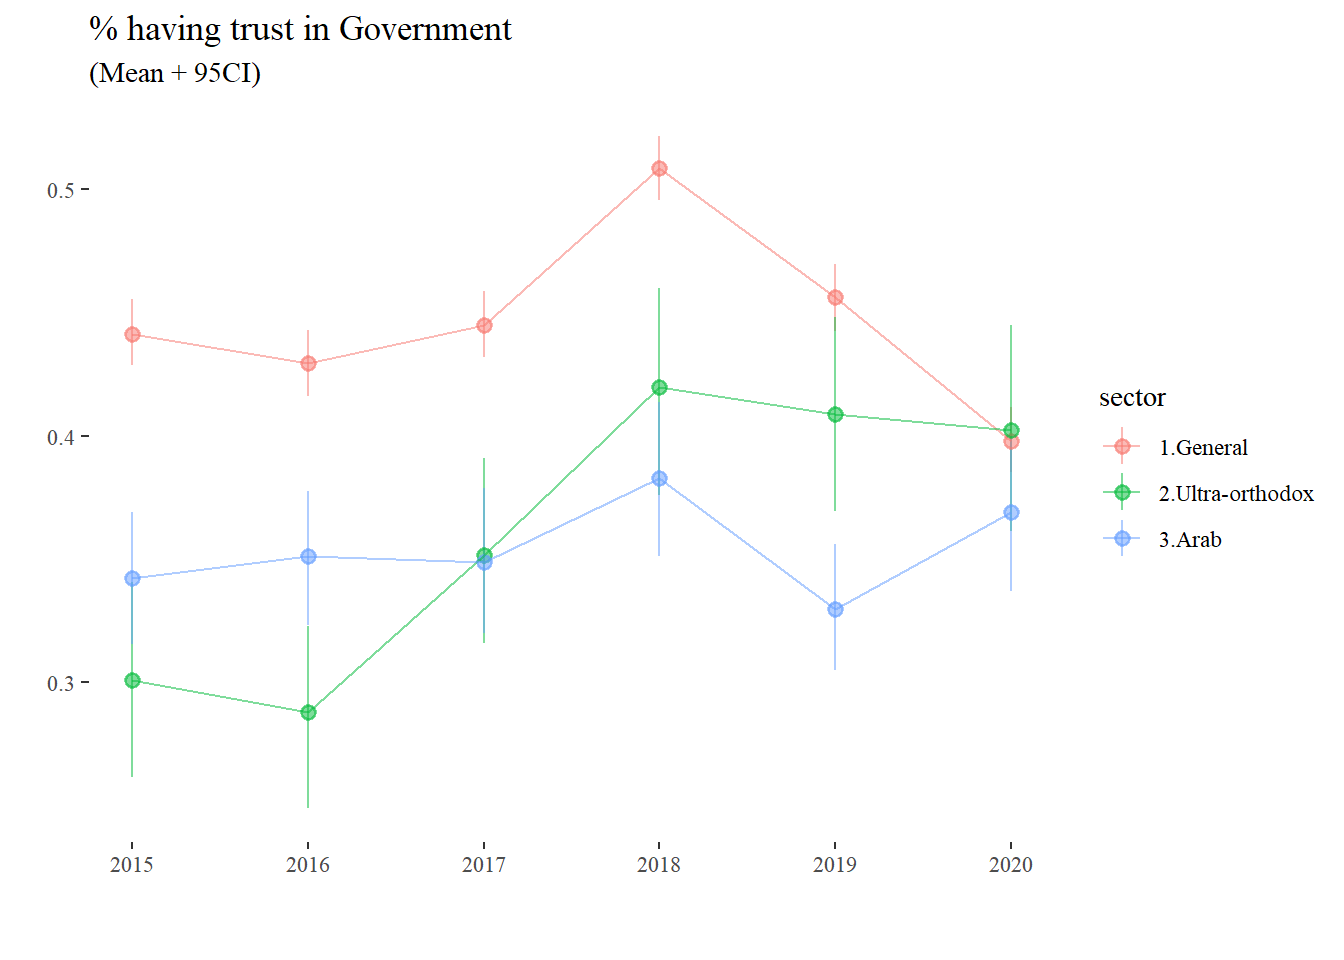 % having trust in Government
(Mean + 95CI)
0.5
0.4
0.3
2015 2016 2017 2018 2019 2020
sector
1.General
2.Ultra-orthodox
3.Arab